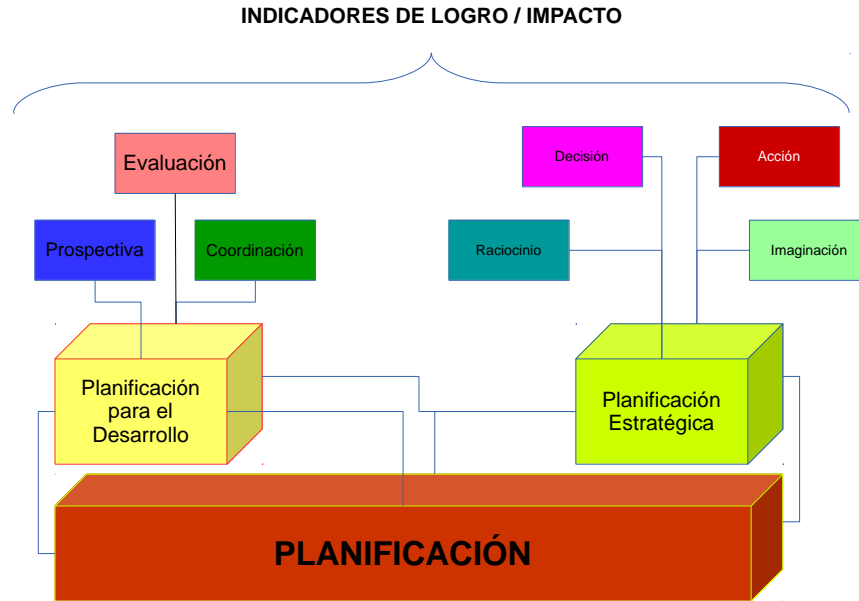 INDICADORES DE LOGRO / IMPACTO
Evaluación
Decisión
Acción
Prospectiva
Coordinación
Raciocinio
Imaginación
Planificación
para el
Desarrollo
Planificación
Estratégica
PLANIFICACIÓN